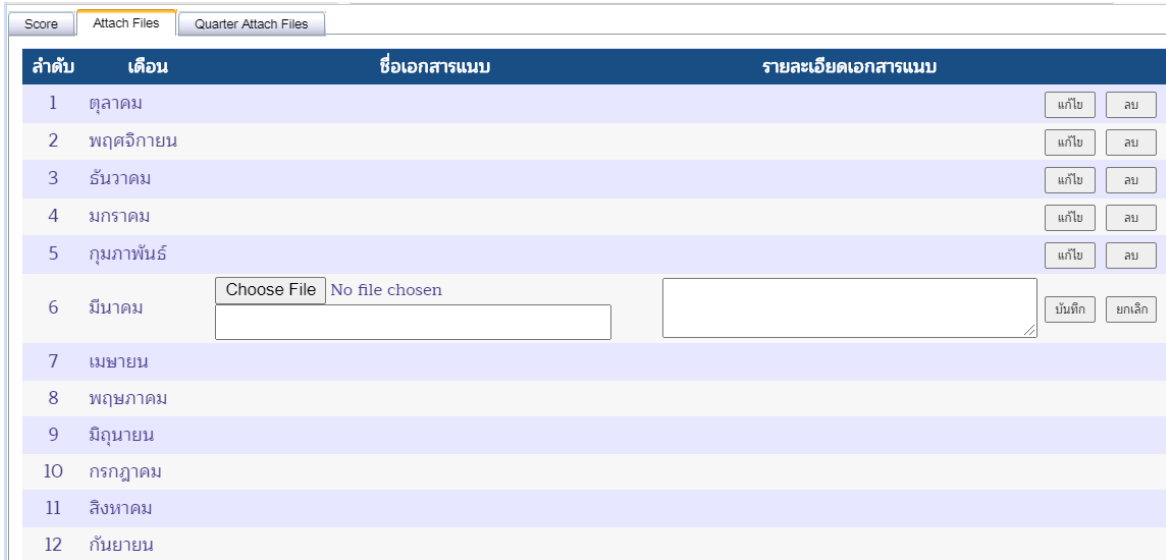 Score Attach Files Quarter Attach Files
ลำดับ เดือน ชื่อเอกสารแนบ รายละเอียดเอกสารแนบ
1 ตุลาคม แก้ไข ลบ
2 พฤศจิกายน แก้ไข ลบ
3 ธันวาคม แก้ไข ลบ
4 มกราคม แก้ไข ลบ
5 กุมภาพันธ์ แก้ไข ลบ
6 มีนาคม Choose File No file chosen บันทึก ยกเลิก
7 เมษายน
8 พฤษภาคม
9 มิถุนายน
10 กรกฎาคม
11 สิงหาคม
12 กันยายน